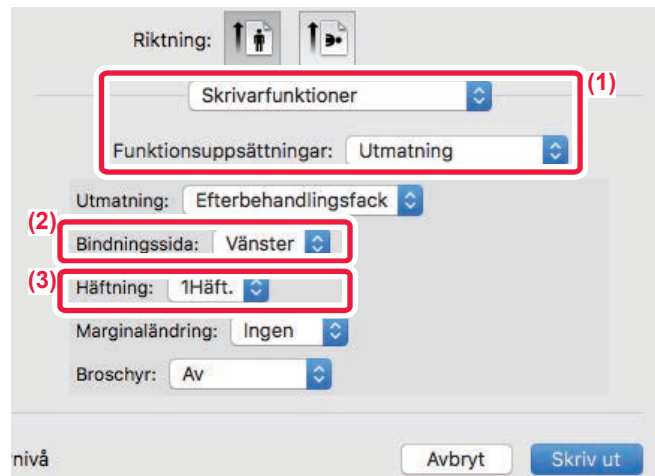 Riktning:
(1)
Skrivarfunktioner
Funktionsuppsättningar: Utmatning
Utmatning: Efterbehandlingsfack
(2)
Bindningssida: Vänster
(3)
Häftning: 1Häft.
Marginaländring: Ingen
Broschyr: Av
nivå Avbryt Skriv ut